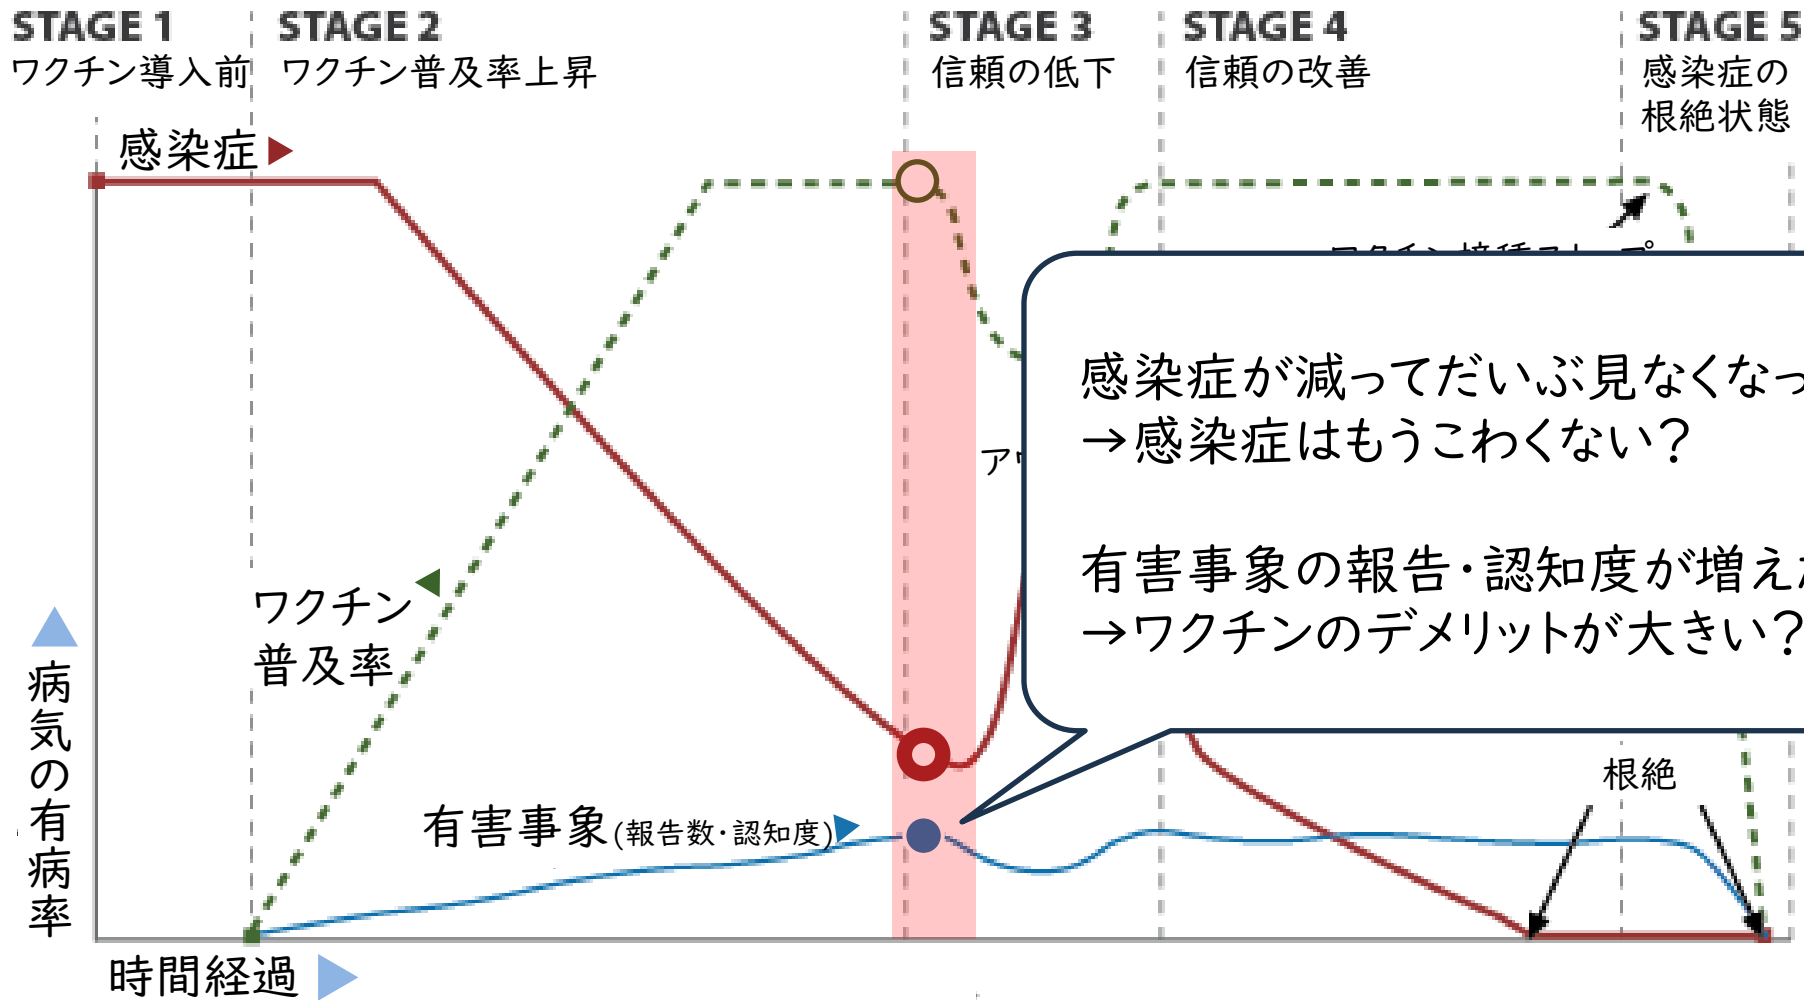 STAGE 1
ワクチン導入前
STAGE 2
ワクチン普及率上昇
STAGE 3
信頼の低下
STAGE 4
信頼の改善
STAGE 5
感染症の
根絶状態
感染症
ワクチン
普及率
有害事象(報告数・認知度)
病気の有病率
時間経過
感染症が減ってだいぶ見なくなっ
→感染症はもうこわくない?
有害事象の報告・認知度が増え
→ワクチンのデメリットが大きい?
根絶